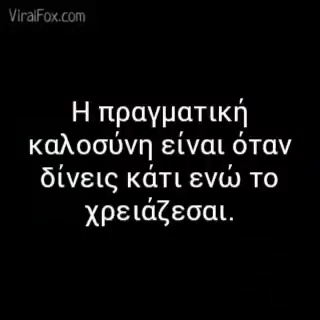 ViralFox.com
Η πραγματική
καλοσύνη είναι όταν
δίνεις κάτι ενώ το
χρειάζεσαι.